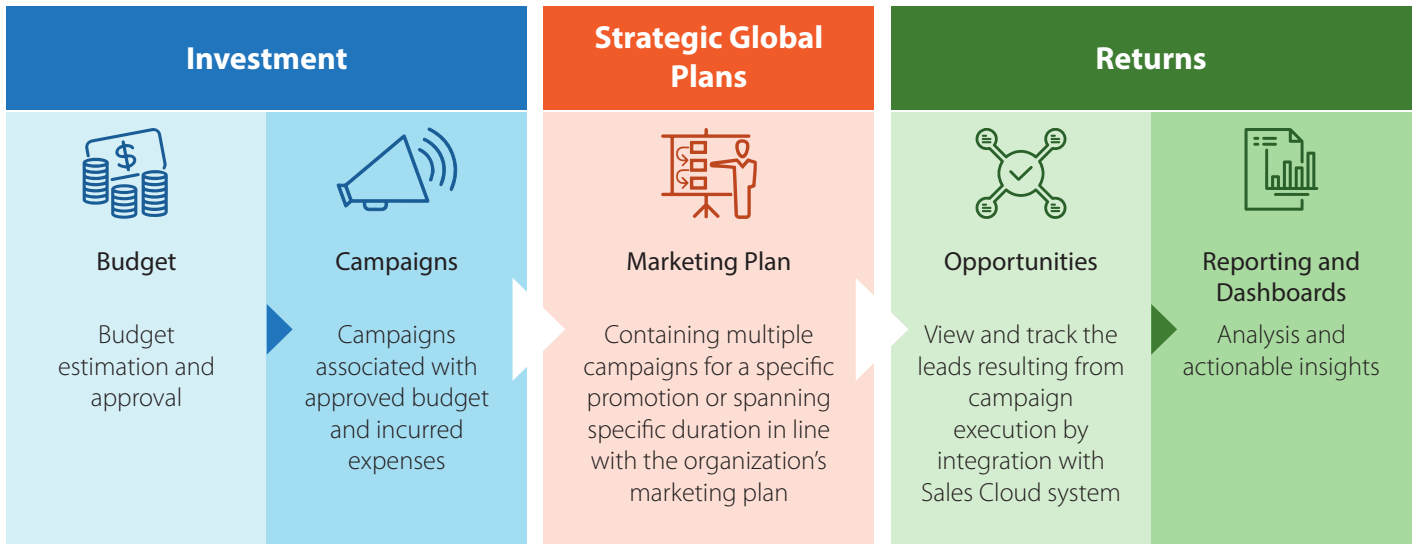 Investment
Budget
Budget
estimation and
approval
Campaigns
Campaigns
associated with
approved budget
and incurred
expenses
Strategic Global
Plans
Marketing Plan
Containing multiple
campaigns for a specific
promotion or spanning
specific duration in line
with the organization’s
marketing plan
Returns
Opportunities
View and track the
leads resulting from
campaign
execution by
integration with
Sales Cloud system
Reporting and
Dashboards
Analysis and
actionable insights
$